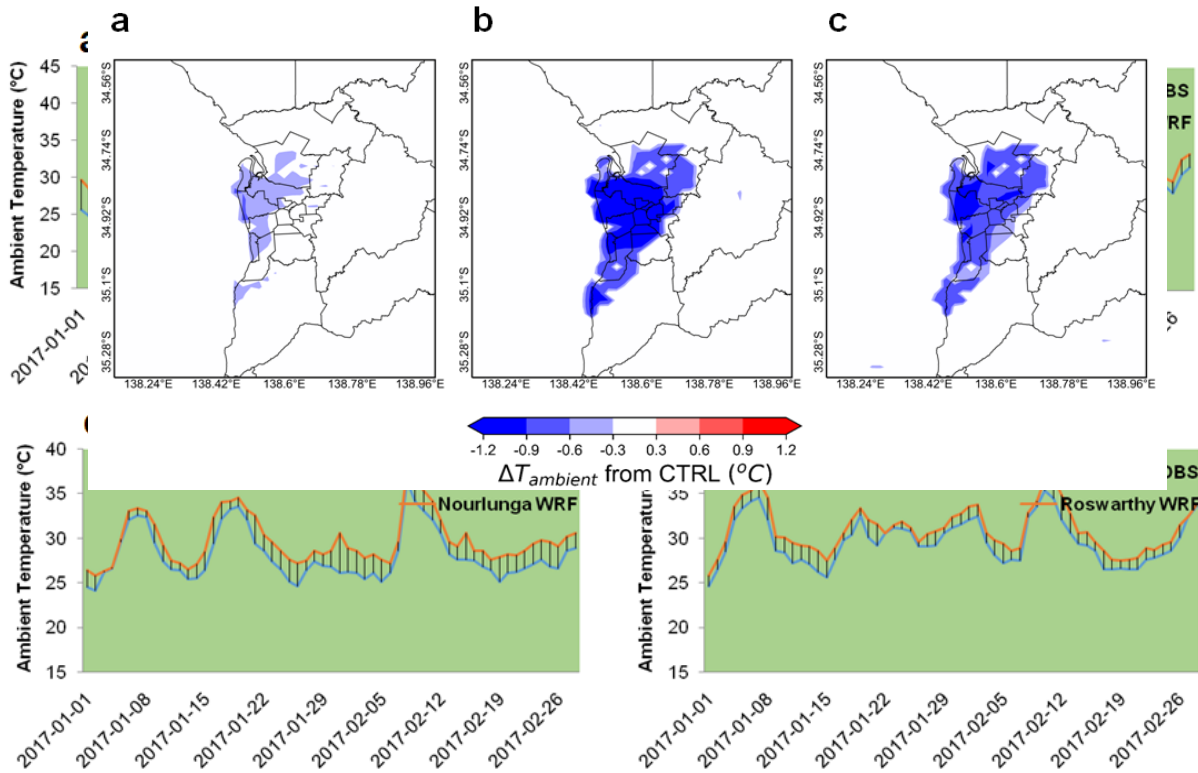 a
b
c
34.56°S
34.74°S
34.92°S
35.1°S
35.28°S
138.24°E
138.42°E
138.6°E
138.78°E
138.96°E
34.56°S
34.74°S
34.92°S
35.1°S
35.28°S
138.24°E
138.42°E
138.6°E
138.78°E
138.96°E
34.56°S
34.74°S
34.92°S
35.1°S
35.28°S
138.24°E
138.42°E
138.6°E
138.78°E
138.96°E
Ambient Temperature (°C)
45
40
35
30
25
20
15
2017-01-01
-1.2
-0.9
-0.6
-0.3
0.3
0.6
0.9
1.2
ΔT ambient from CTRL (°C)
Ambient Temperature (°C)
40
35
30
25
20
15
Nourlunga WRF
2017-01-01
2017-01-08
2017-01-15
2017-01-22
2017-01-29
2017-02-05
2017-02-12
2017-02-19
2017-02-26
35
30
25
20
15
Roswarthy WRF
2017-01-01
2017-01-08
2017-01-15
2017-01-22
2017-01-29
2017-02-05
2017-02-12
2017-02-19
2017-02-26